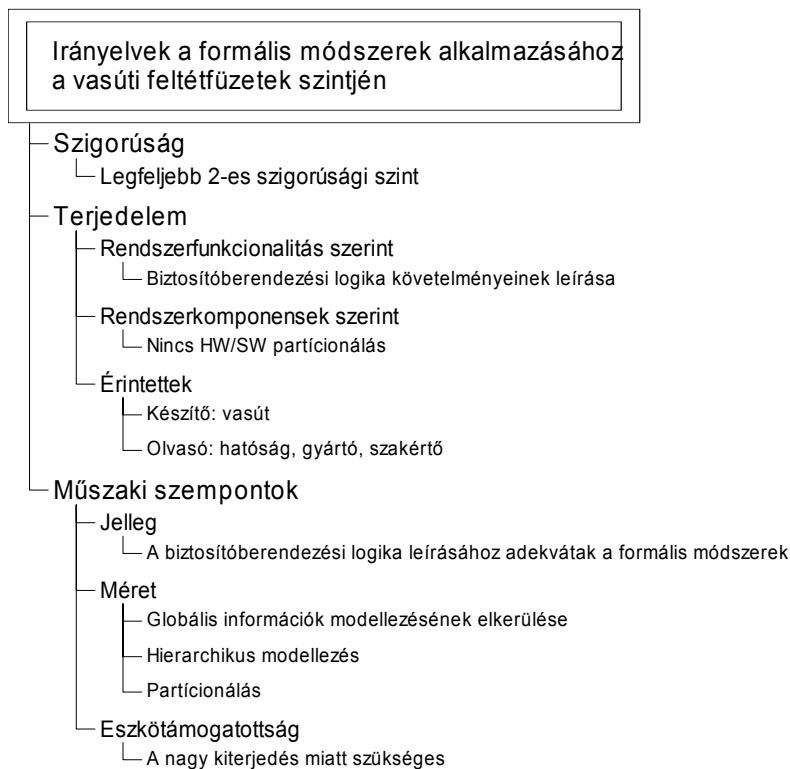 Irányelvek a formális módszerek alkalmazásához
a vasúti feltétfüzetek szintjén
Szigorúság
Legfeljebb 2-es szigorúsági szint
Terjedelem
Rendszerfunkcionalitás szerint
Biztosítóberendezési logika követelményeinek leírása
Rendszerkomponensek szerint
Nincs HW/SW partícionálás
Érintettek
Készítő: vasút
Olvasó: hatóság, gyártó, szakértő
Műszaki szempontok
Jelleg
A biztosítóberendezési logika leírásához adekvátak a formális módszerek
Méret
Globális információk modellezésének elkerülése
Hierarchikus modellezés
Partícionálás
Eszkötámogatottság
A nagy kiterjedés miatt szükséges